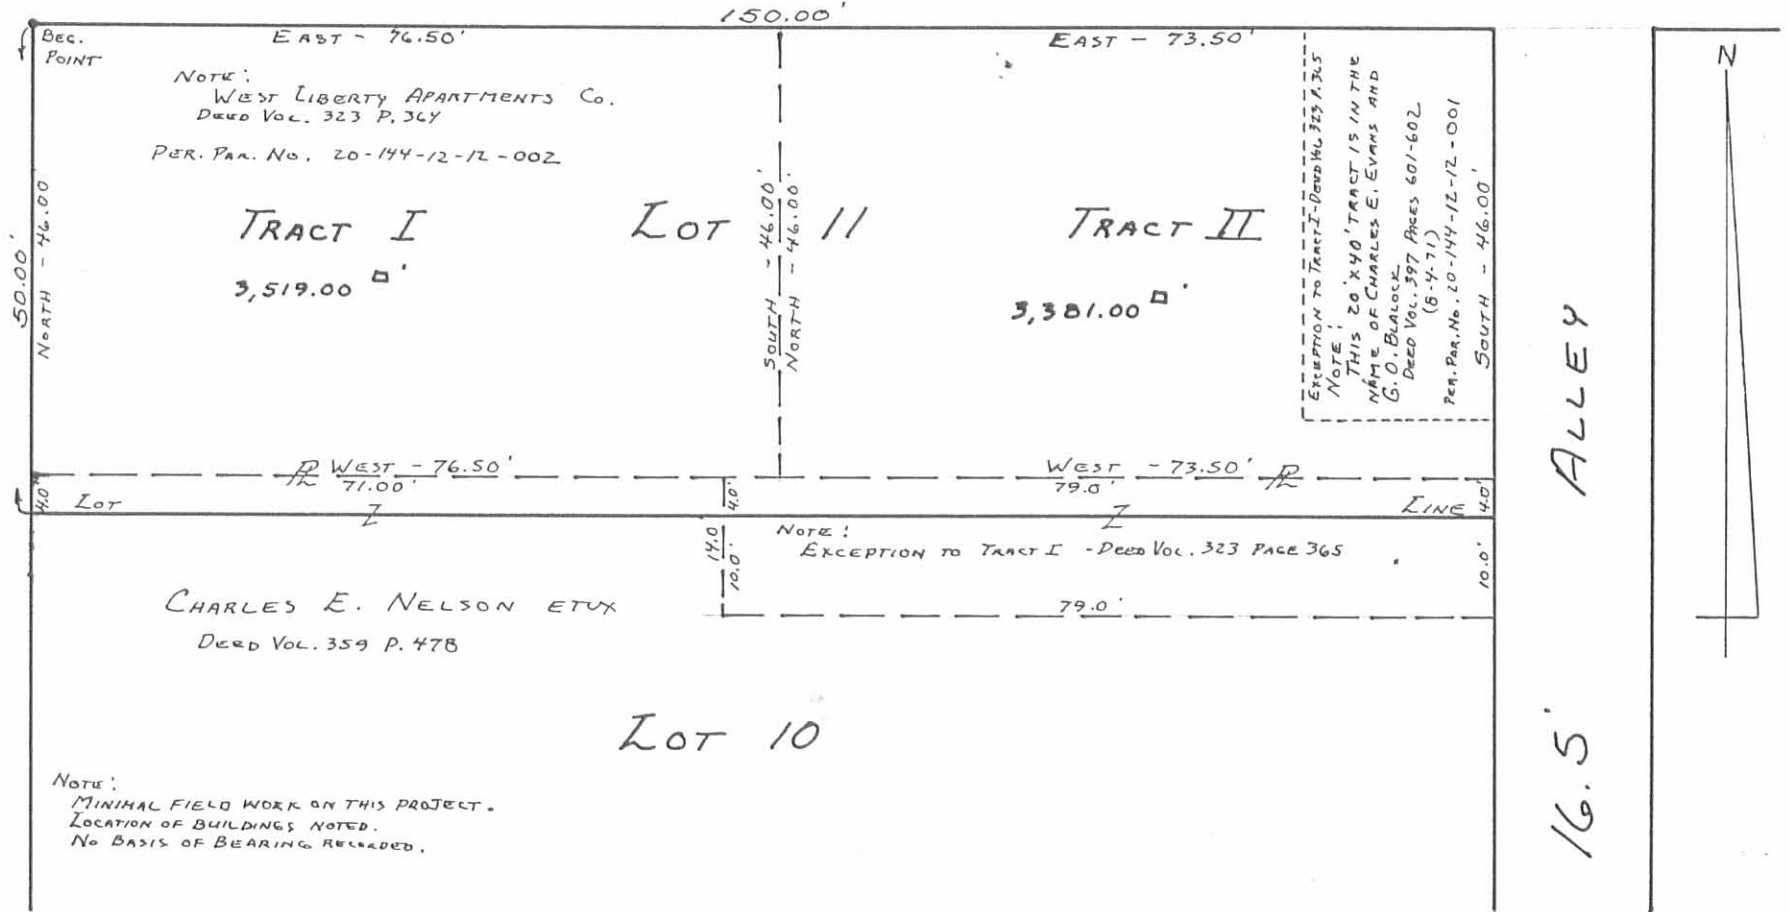 150.00'
BEG.
POINT
EAST - 76.50'
EAST - 73.50'
N
NOTE:
WEST LIBERTY APARTMENTS CO.
DEED VOL. 323 P. 364
PER. PAR. NO. 20-144-12-12-002
50.00'
NORTH - 46.00
TRACT I
3,519.00 □'
LOT 11
SOUTH - 46.00'
NORTH - 46.00'
TRACT II
3,381.00 □'
EXCEPTION TO TRACT I - DEED VOL 323 P. 365
NOTE:
THIS 20'X40' TRACT IS IN THE
NAME OF CHARLES E. EVANS AND
G. O. BLALOCK
DEED VOL. 397 PAGES 601-602
(8-4-71)
PER. PAR. NO. 20-144-12-12-001
SOUTH - 46.00'
ALLEY
16.5'
PL WEST - 76.50'
71.00'
WEST - 73.50' PL
79.0'
4.0'
LOT
4.0'
LINE
4.0'
14.0
10.0'
NOTE:
EXCEPTION TO TRACT I - DEED VOL. 323 PAGE 365
10.0'
79.0'
CHARLES E. NELSON ETUX
DEED VOL. 359 P. 478
LOT 10
NOTE:
MINIMAL FIELD WORK ON THIS PROJECT.
LOCATION OF BUILDINGS NOTED.
NO BASIS OF BEARING RECORDED.